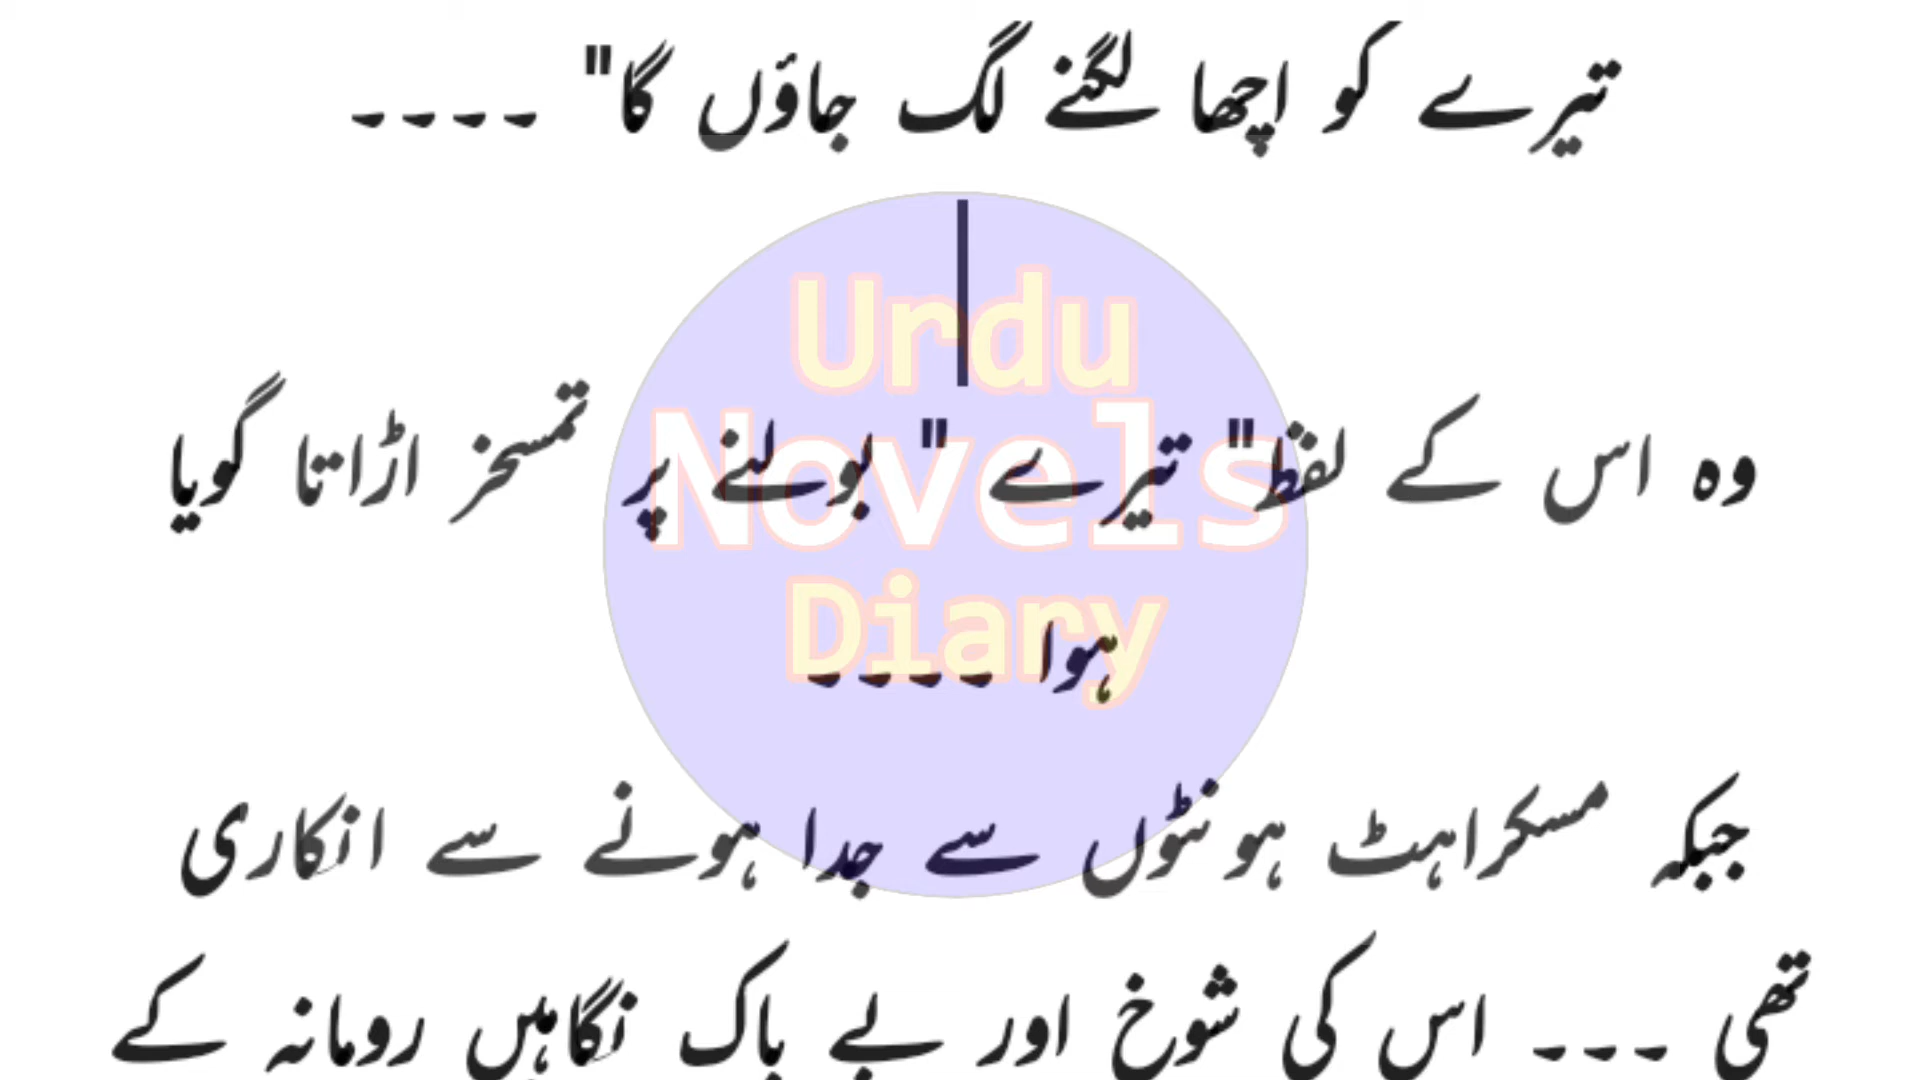 تیرے کو اچھا لگنے لگ جاؤں گا" ۔۔۔۔
وہ اس کے لفظ" تیرے " بولنے پر تمسخر اڑاتا گویا
ہوا ۔۔۔۔
جبکہ مسکراہٹ ہونٹوں سے جدا ہونے سے انکاری
تھی ۔۔۔ اس کی شورخ اور بے باک نگاہیں رومانہ کے
Urdu
Novels
Diary